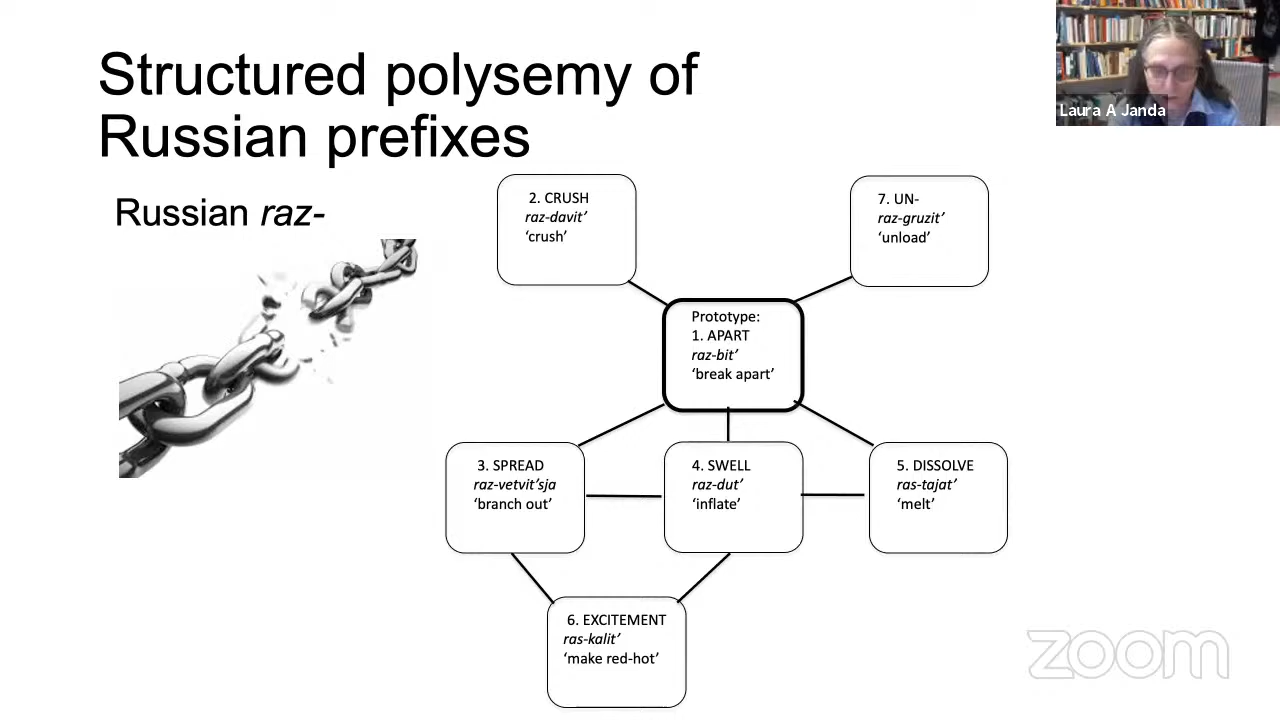 Structured polysemy of
Russian prefixes
Laura A Janda
Russian raz-
2. CRUSH
raz-davit’
‘crush’
7. UN-
raz-gruzit’
‘unload’
Prototype:
1. APART
raz-bit’
‘break apart’
3. SPREAD
raz-vetvit’sja
‘branch out’
4. SWELL
raz-dut’
‘inflate’
5. DISSOLVE
ras-tajat’
‘melt’
6. EXCITEMENT
ras-kalit’
‘make red-hot’
zoom